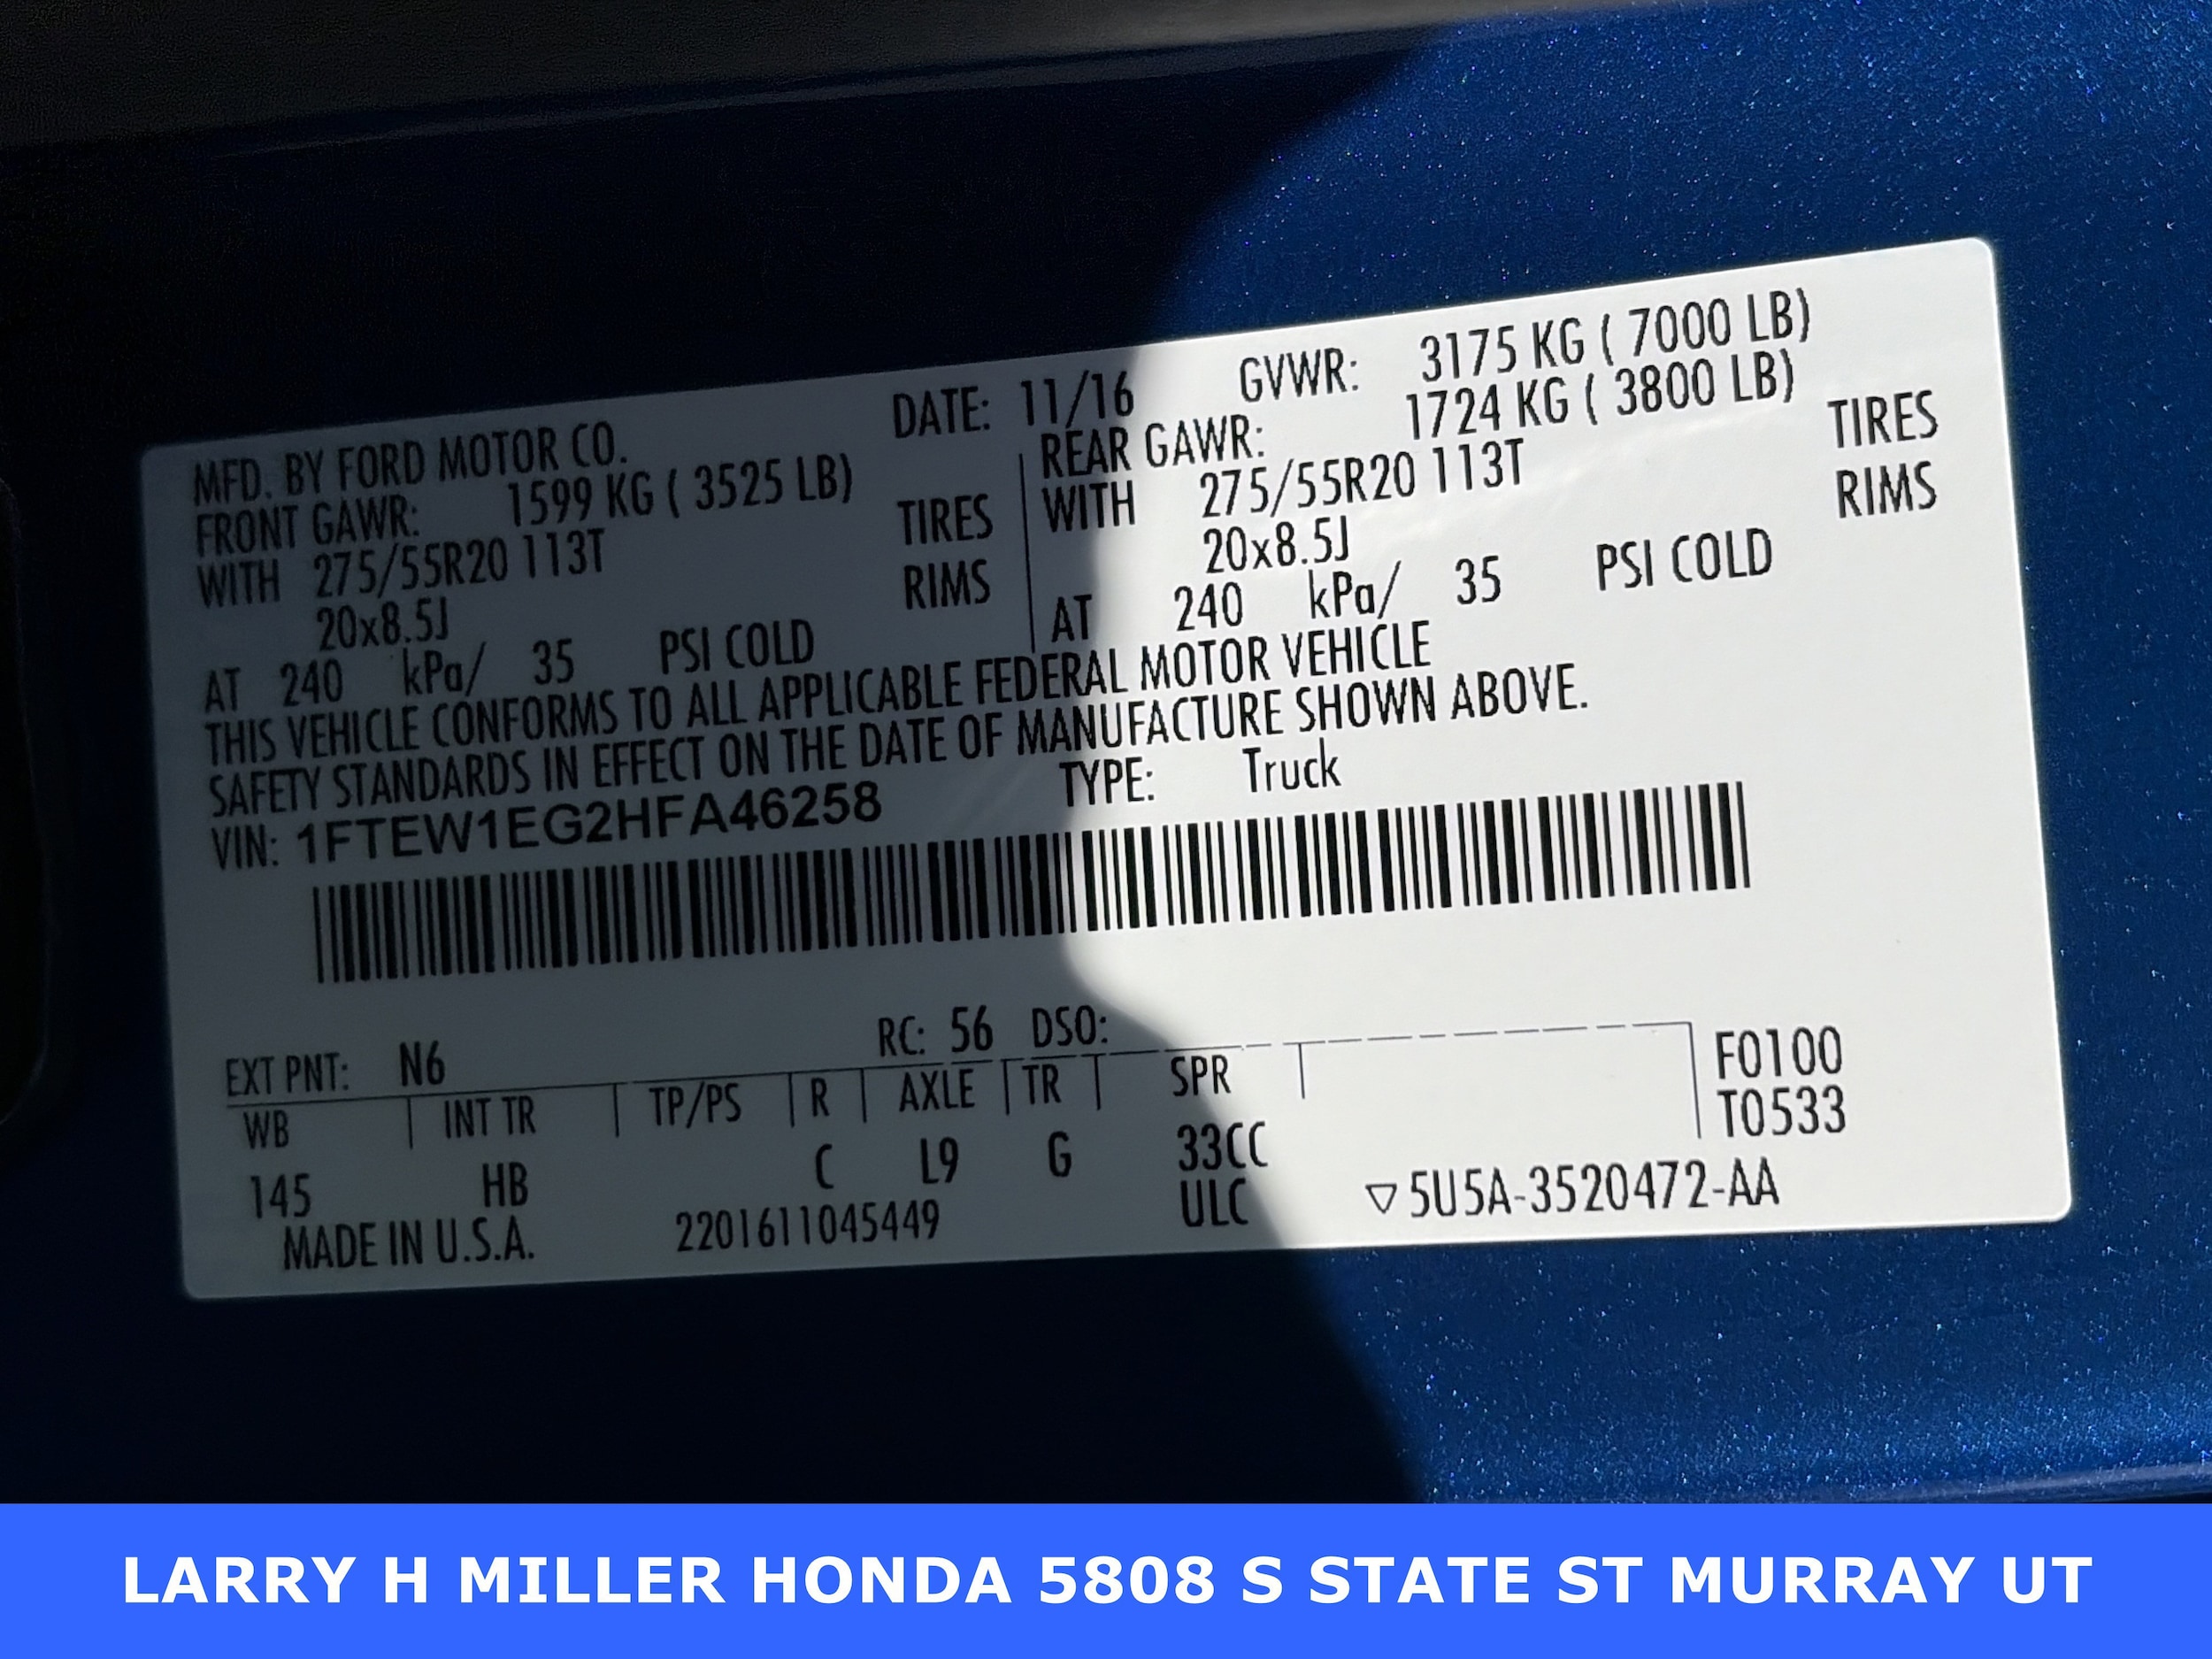 MFD. BY FORD MOTOR CO. DATE: 11/16 GVWR: 3175 KG ( 7000 LB)
FRONT GAWR: 1599 KG ( 3525 LB) REAR GAWR: 1724 KG ( 3800 LB)
WITH 275/55R20 113T TIRES WITH 275/55R20 113T TIRES
20x8.5J RIMS 20x8.5J RIMS
AT 240 kPa/ 35 PSI COLD AT 240 kPa/ 35 PSI COLD
THIS VEHICLE CONFORMS TO ALL APPLICABLE FEDERAL MOTOR VEHICLE
SAFETY STANDARDS IN EFFECT ON THE DATE OF MANUFACTURE SHOWN ABOVE.
VIN: 1FTEW1EG2HFA46258 TYPE: Truck
EXT PNT: N6 RC: 56 DSO: F0100
WB INT TR TP/PS R AXLE TR SPR T0533
145 HB C L9 G 33CC
MADE IN U.S.A. 2201611045449 ULC ▽5U5A-3520472-AA
LARRY H MILLER HONDA 5808 S STATE ST MURRAY UT